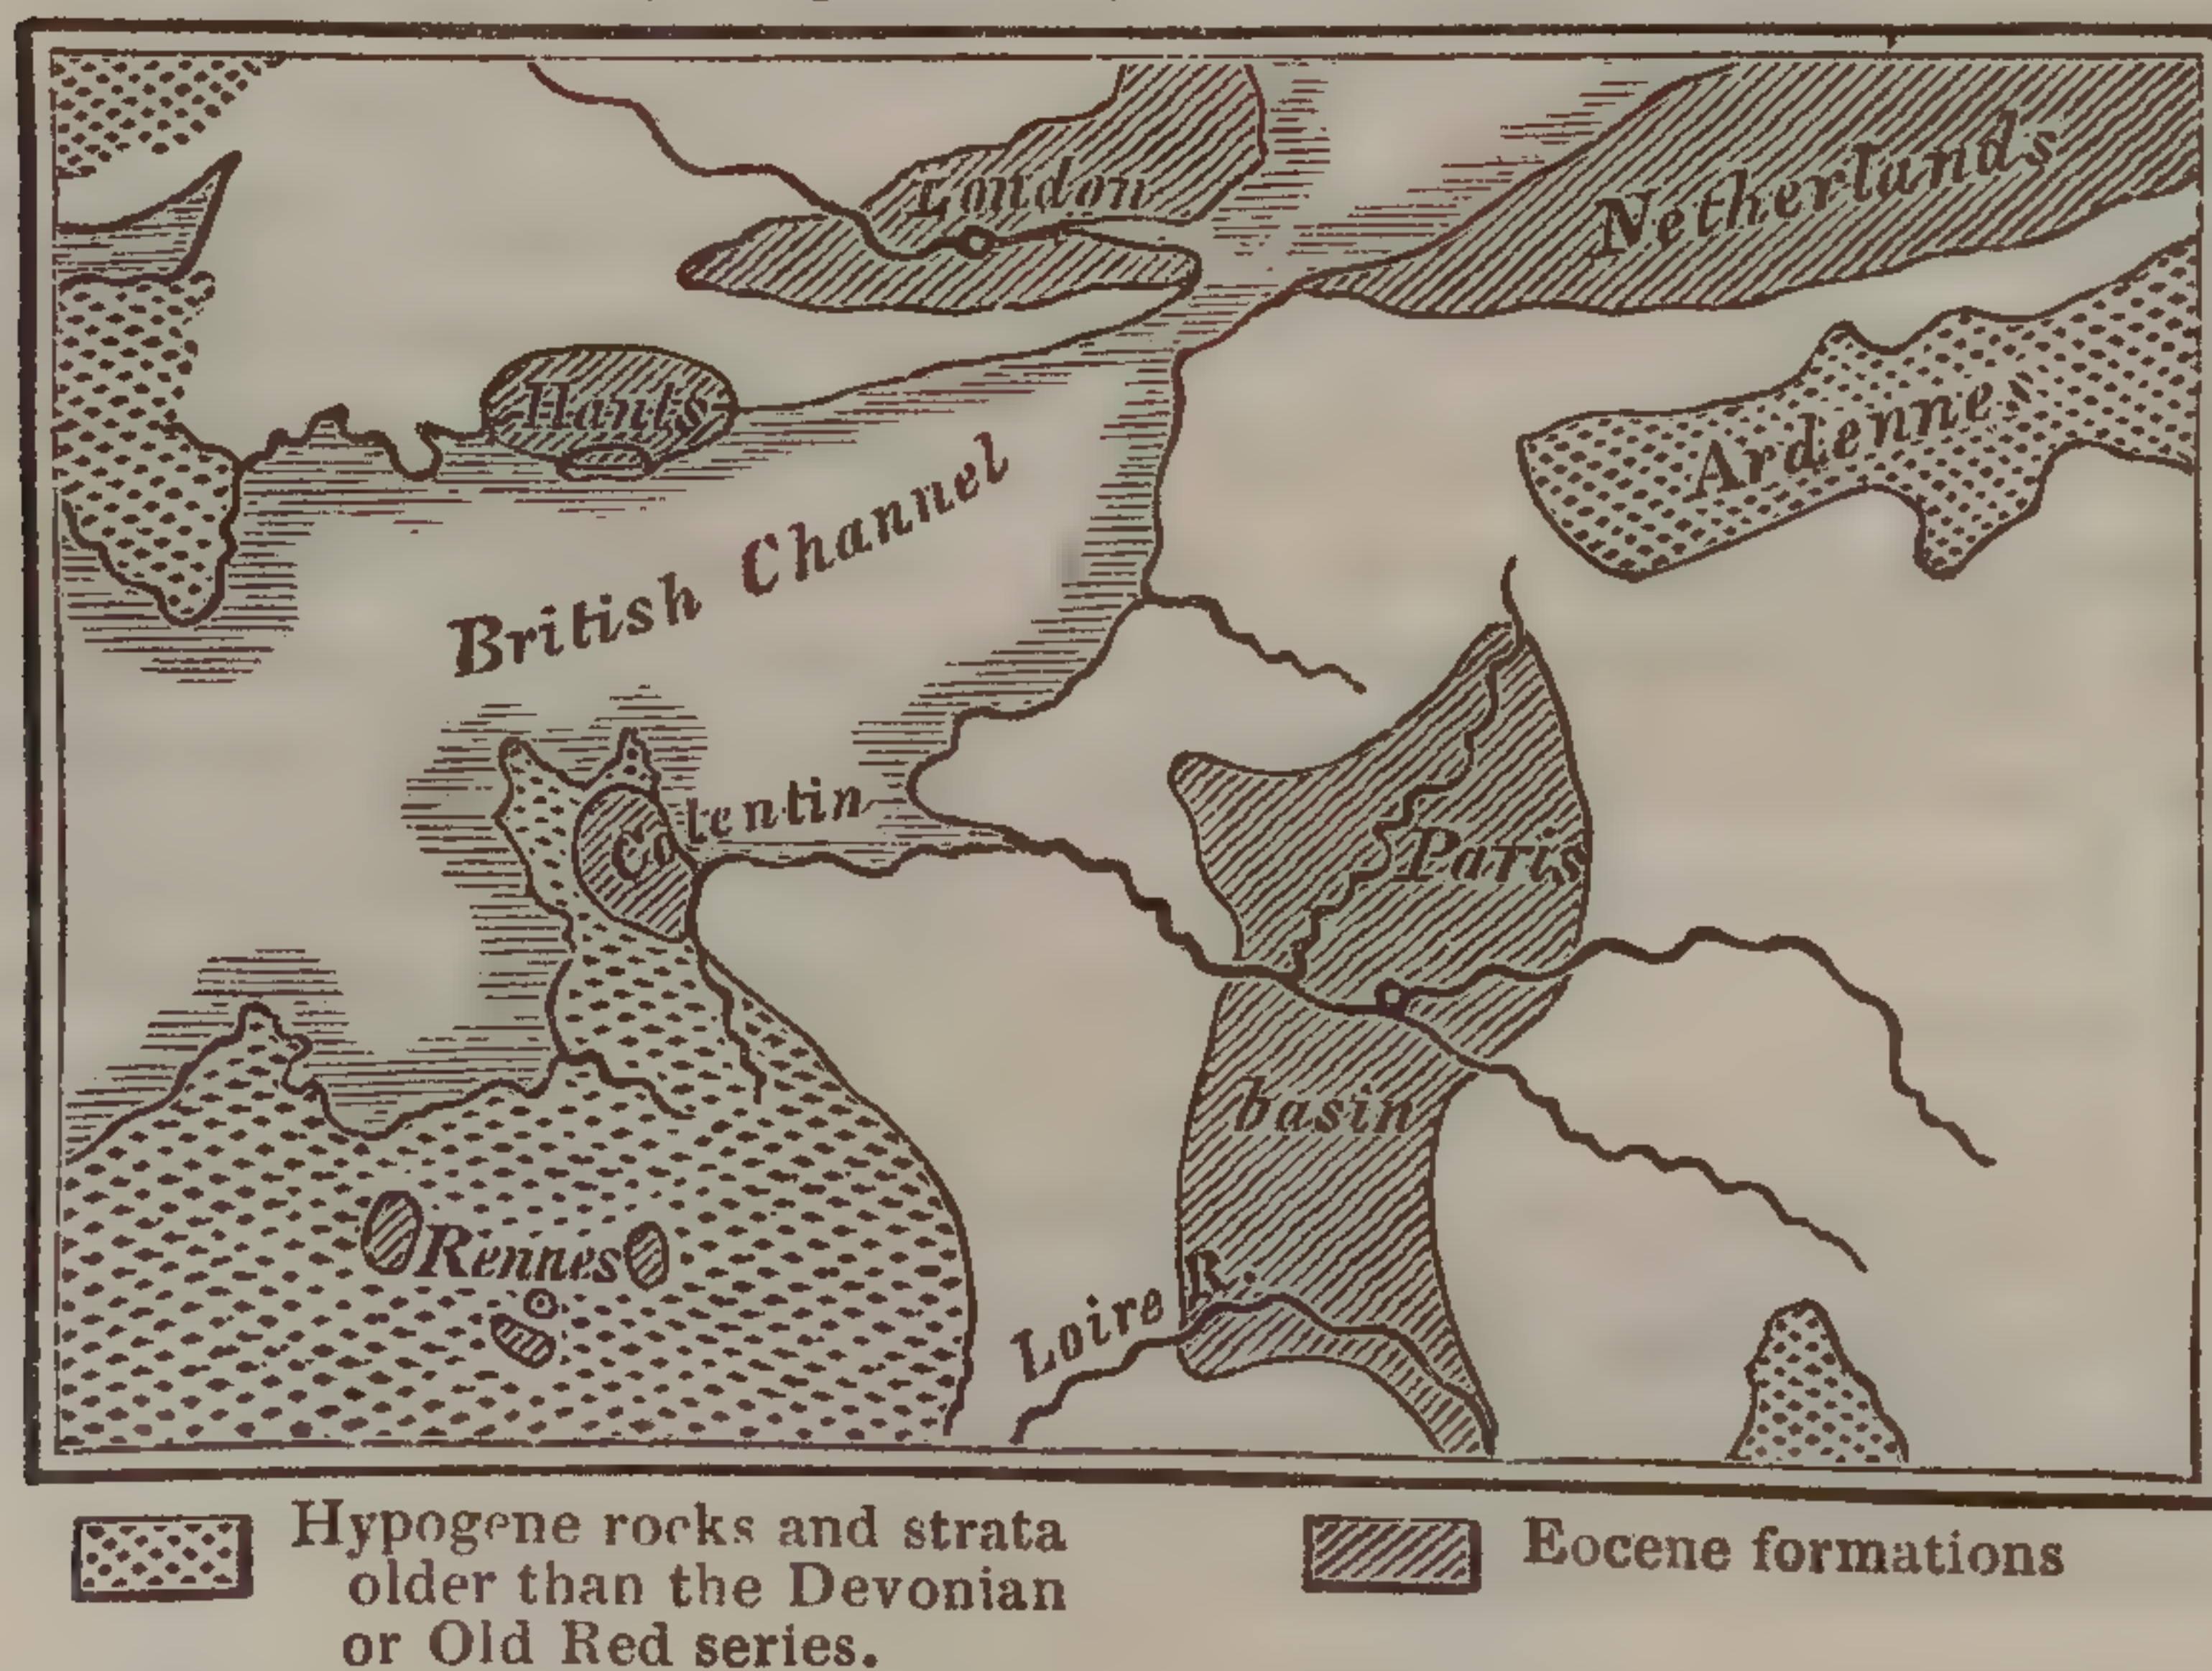 London
Netherlands
Hants
Ardennes
British Channel
Cotentin
Paris
basin
Rennes
Loire R.
Hypogene rocks and strata
older than the Devonian
or Old Red series.
Eocene formations